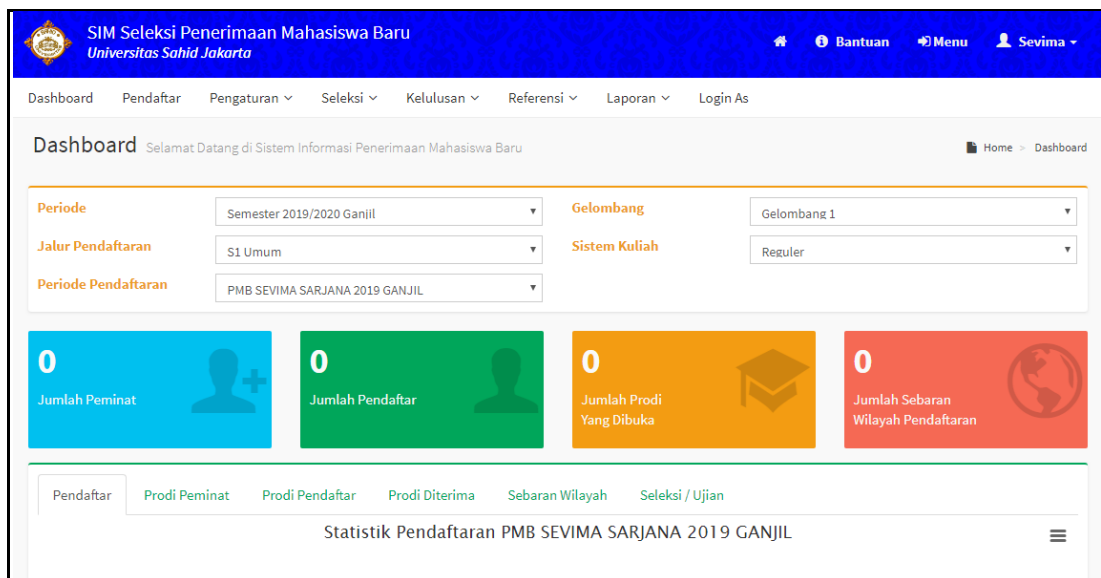 SIM Seleksi Penerimaan Mahasiswa Baru
Universitas Sahid Jakarta
Bantuan Menu Sevima
Dashboard Pendaftar Pengaturan Seleksi Kelulusan Referensi Laporan Login As
Dashboard Selamat Datang di Sistem Informasi Penerimaan Mahasiswa Baru Home > Dashboard
Periode Semester 2019/2020 Ganjil Gelombang Gelombang 1
Jalur Pendaftaran S1 Umum Sistem Kuliah Reguler
Periode Pendaftaran PMB SEVIMA SARJANA 2019 GANJIL
0
Jumlah Peminat
0
Jumlah Pendaftar
0
Jumlah Prodi
Yang Dibuka
0
Jumlah Sebaran
Wilayah Pendaftaran
Pendaftar Prodi Peminat Prodi Pendaftar Prodi Diterima Sebaran Wilayah Seleksi / Ujian
Statistik Pendaftaran PMB SEVIMA SARJANA 2019 GANJIL